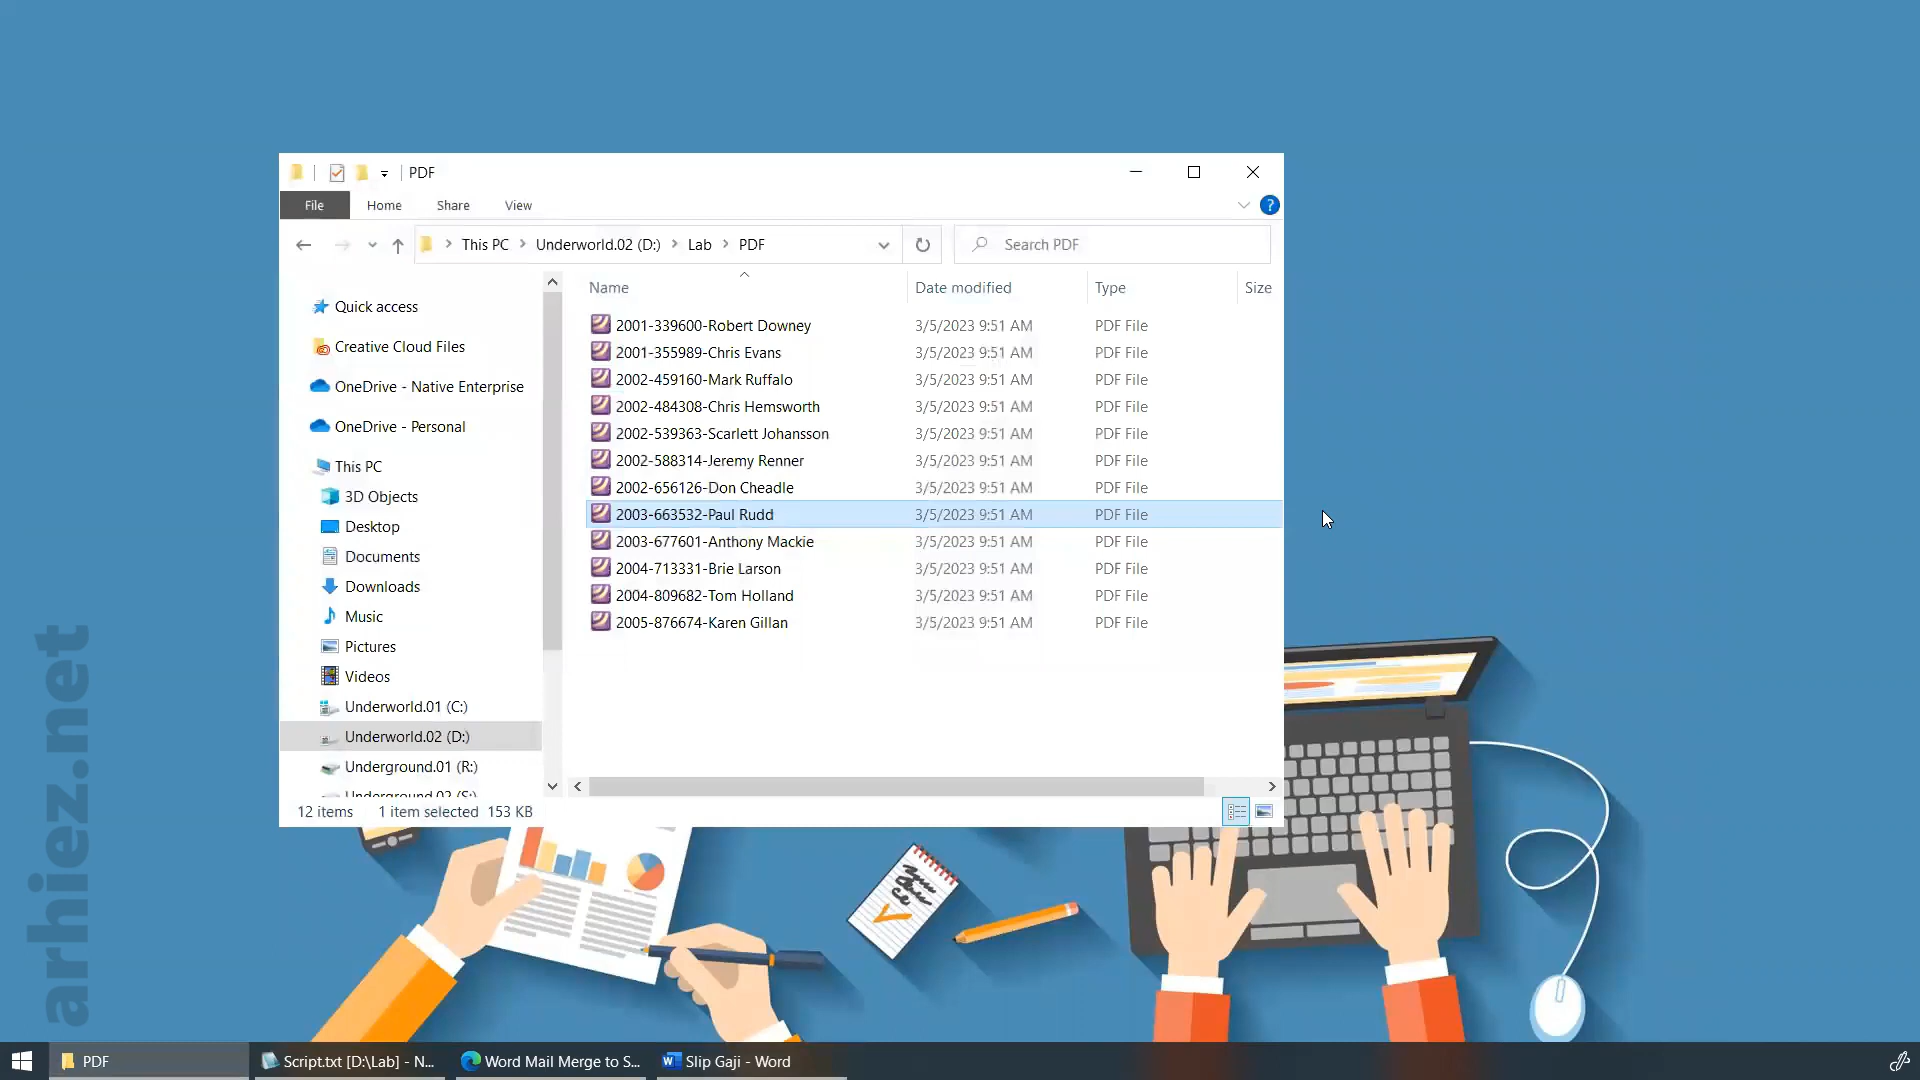 PDF
File
Home
Share
View
This PC
Underworld.02 (D:)
Lab
PDF
Search PDF
Name
Date modified
Type
Size
Quick access
Creative Cloud Files
OneDrive - Native Enterprise
OneDrive - Personal
This PC
3D Objects
Desktop
Documents
Downloads
Music
Pictures
Videos
Underworld.01 (C:)
Underworld.02 (D:)
Underground.01 (R:)
Underground.02 (S:)
2001-339600-Robert Downey 3/5/2023 9:51 AM PDF File
2001-355989-Chris Evans 3/5/2023 9:51 AM PDF File
2002-459160-Mark Ruffalo 3/5/2023 9:51 AM PDF File
2002-484308-Chris Hemsworth 3/5/2023 9:51 AM PDF File
2002-539363-Scarlett Johansson 3/5/2023 9:51 AM PDF File
2002-588314-Jeremy Renner 3/5/2023 9:51 AM PDF File
2002-656126-Don Cheadle 3/5/2023 9:51 AM PDF File
2003-663532-Paul Rudd 3/5/2023 9:51 AM PDF File
2003-677601-Anthony Mackie 3/5/2023 9:51 AM PDF File
2004-713331-Brie Larson 3/5/2023 9:51 AM PDF File
2004-809682-Tom Holland 3/5/2023 9:51 AM PDF File
2005-876674-Karen Gillan 3/5/2023 9:51 AM PDF File
12 items 1 item selected 153 KB
arhiez.net
PDF
Script.txt [D:\Lab] - N...
Word Mail Merge to S...
Slip Gaji - Word